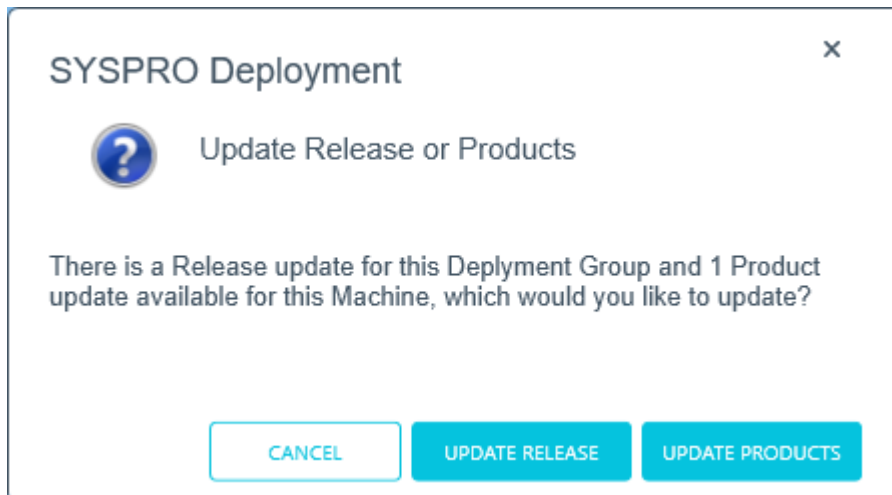 SYSPRO Deployment
Update Release or Products
There is a Release update for this Deplyment Group and 1 Product
update available for this Machine, which would you like to update?
CANCEL
UPDATE RELEASE
UPDATE PRODUCTS